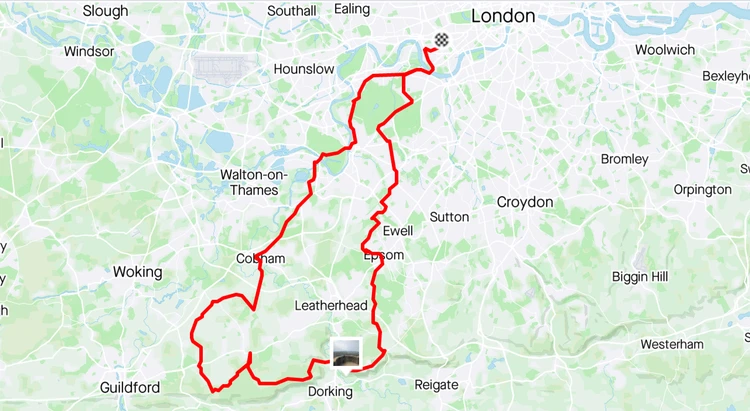 Slough
Southall
Ealing
London
Windsor
Woolwich
Hounslow
Bexleyhe
Bromley
Walton-on-
Thames
Orpington
Croydon
Sutton
Ewell
Cobham
Epsom
Woking
Biggin Hill
Leatherhead
Westerham
Guildford
Dorking
Reigate